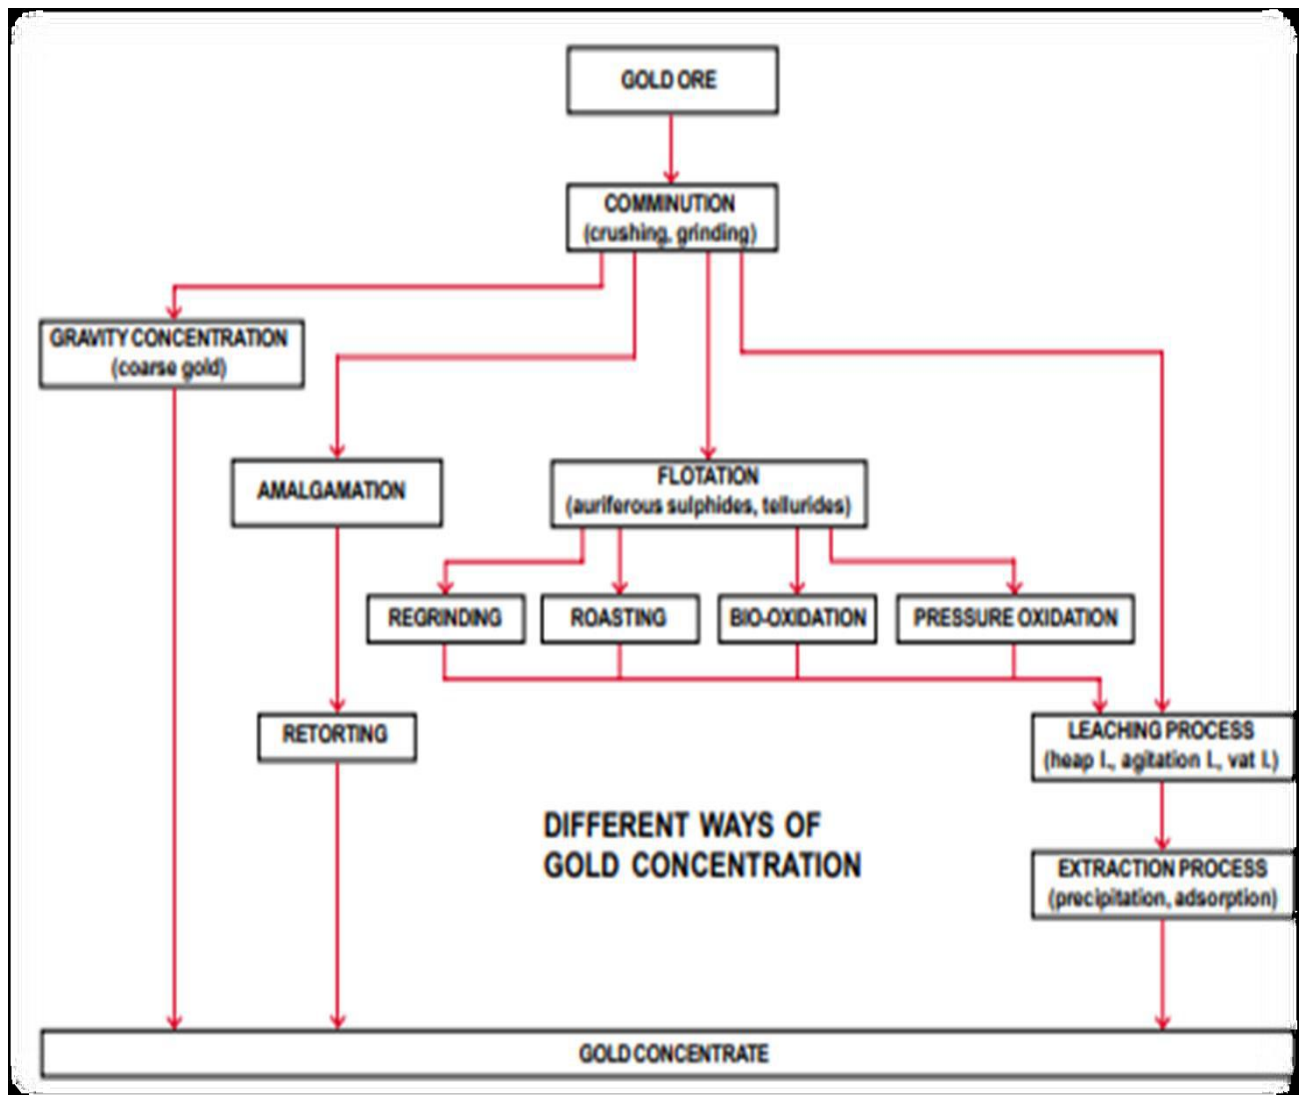 GOLD ORE
COMMINUTION
(crushing, grinding)
GRAVITY CONCENTRATION
(coarse gold)
AMALGAMATION
FLOTATION
(auriferous sulphides, tellurides)
REGRINDING
ROASTING
BIO-OXIDATION
PRESSURE OXIDATION
RETORTING
LEACHING PROCESS
(heap l., agitation l., vat l.)
DIFFERENT WAYS OF
GOLD CONCENTRATION
EXTRACTION PROCESS
(precipitation, adsorption)
GOLD CONCENTRATE